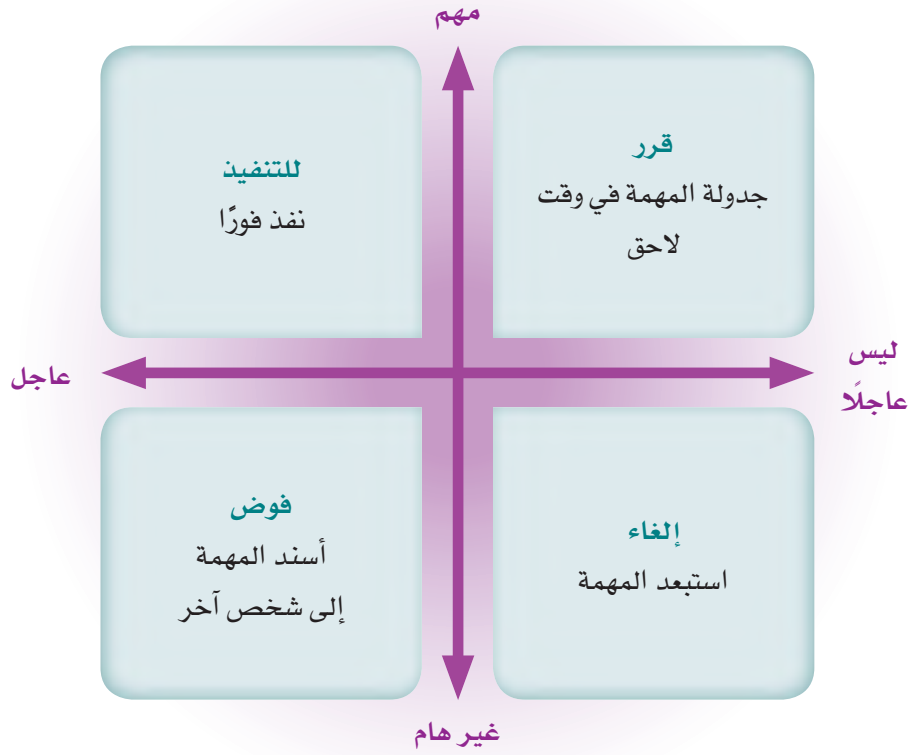 مهم
قرر
جدولة المهمة في وقت
لاحق
للتنفيذ
نفذ فورًا
ليس
عاجلًا
عاجل
إلغاء
استبعد المهمة
فوض
أسند المهمة
إلى شخص آخر
غير هام